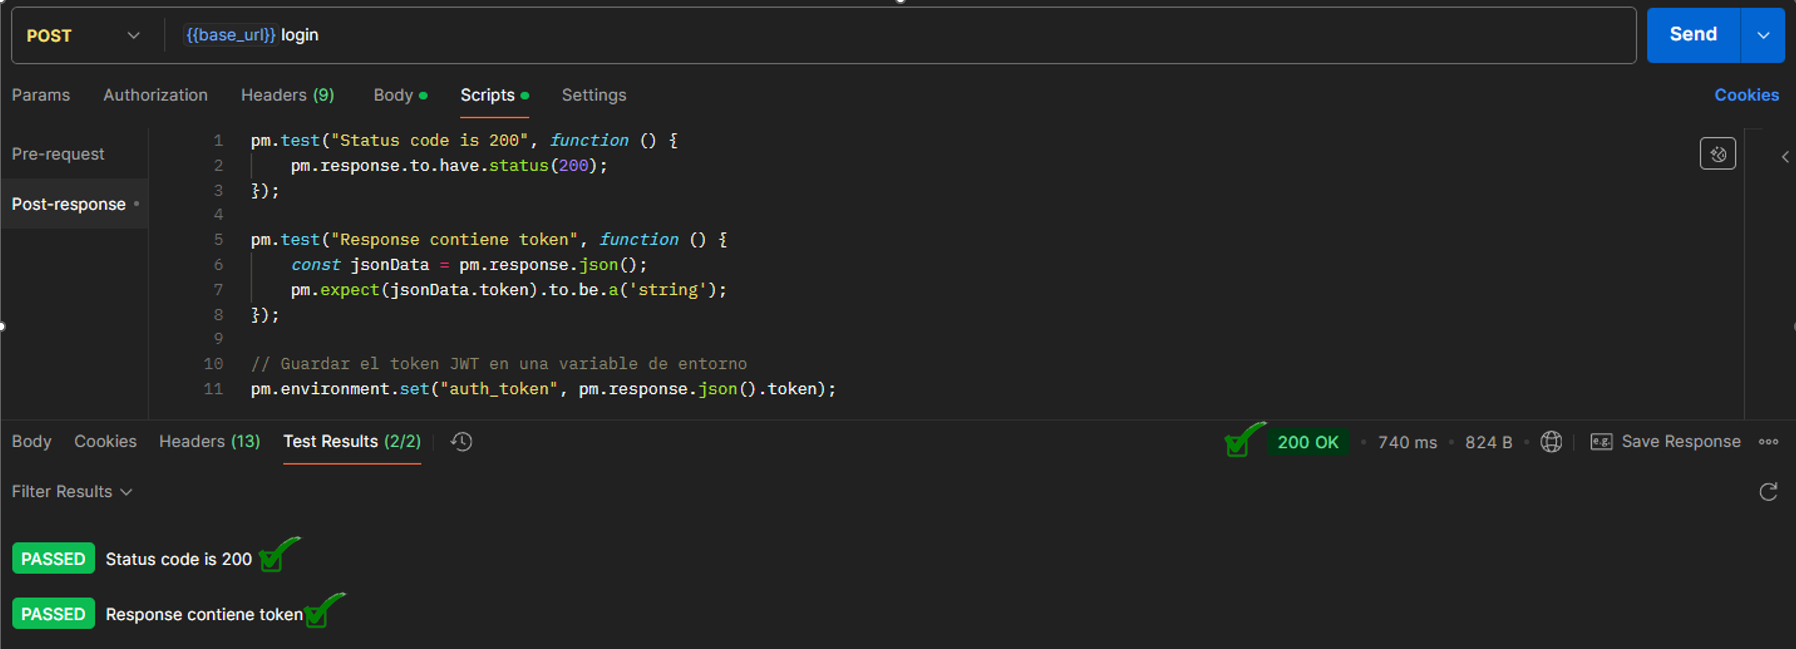 POST {{base_url}} login Send
Params Authorization Headers (9) Body Scripts Settings Cookies
Pre-request
Post-response
1 pm.test("Status code is 200", function () {
2 pm.response.to.have.status(200);
3 });
4
5 pm.test("Response contiene token", function () {
6 const jsonData = pm.response.json();
7 pm.expect(jsonData.token).to.be.a('string');
8 });
9
10 // Guardar el token JWT en una variable de entorno
11 pm.environment.set("auth_token", pm.response.json().token);
Body Cookies Headers (13) Test Results (2/2) 200 OK • 740 ms • 824 B • e.g. Save Response
Filter Results
PASSED Status code is 200
PASSED Response contiene token